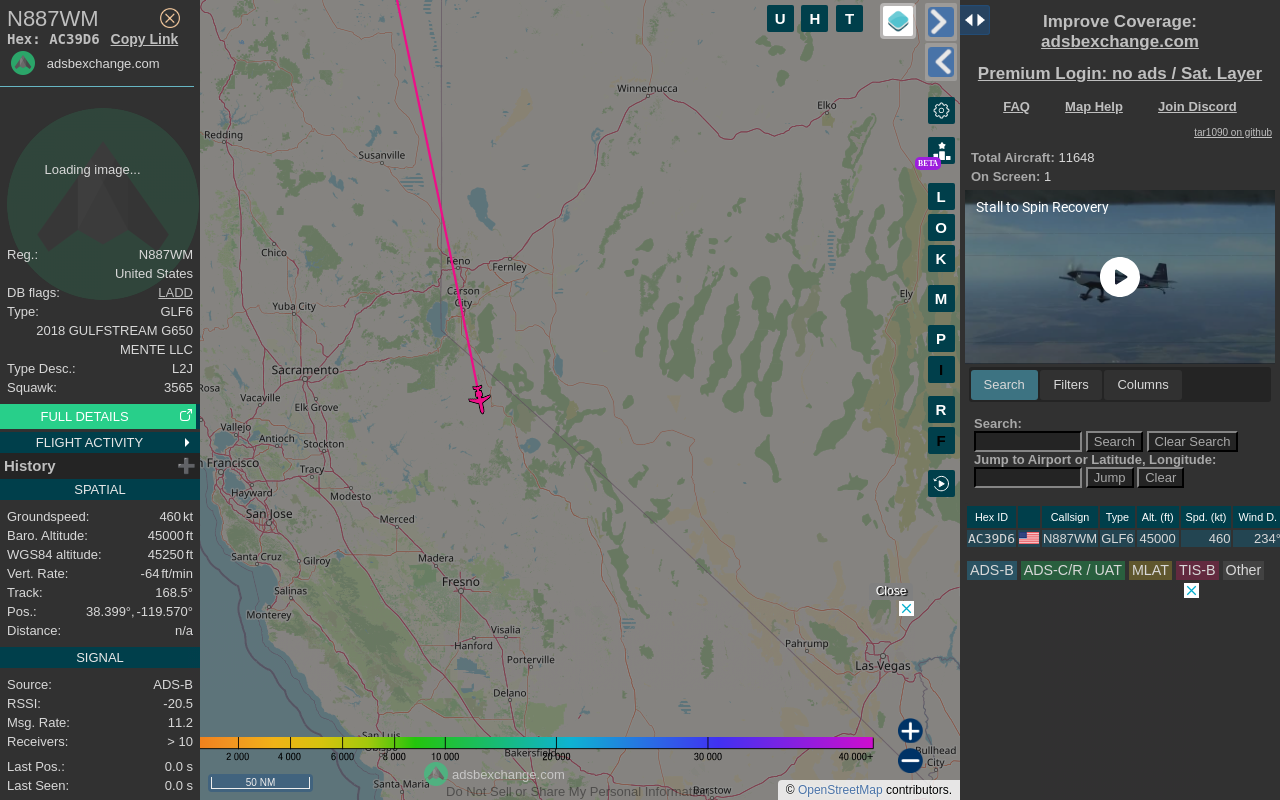 N887WM
Hex: AC39D6 Copy Link
adsbexchange.com
Loading image...
Reg.: N887WM
United States
DB flags: LADD
Type: GLF6
2018 GULFSTREAM G650
MENTE LLC
Type Desc.: L2J
Squawk: 3565
FULL DETAILS
FLIGHT ACTIVITY
History
SPATIAL
Groundspeed: 460 kt
Baro. Altitude: 45000 ft
WGS84 altitude: 45250 ft
Vert. Rate: -64 ft/min
Track: 168.5°
Pos.: 38.399°, -119.570°
Distance: n/a
SIGNAL
Source: ADS-B
RSSI: -20.5
Msg. Rate: 11.2
Receivers: > 10
Last Pos.: 0.0 s
Last Seen: 0.0 s
U H T
BETA
L
O
K
M
P
I
R
F
Winnemucca
Elko
Redding
Susanville
Chico
Reno
Fernley
Carson
City
Ely
Yuba City
Sacramento
Rosa
Vacaville
Elk Grove
Vallejo
Antioch
Stockton
n Francisco
Tracy
Hayward
Modesto
San Jose
Merced
Santa Cruz
Gilroy
Madera
Fresno
Salinas
Monterey
Visalia
Hanford
Porterville
Pahrump
Las Vegas
Delano
San Luis
Obispo
Bakersfield
Bullhead
City
Santa Maria
Barstow
Close
2 000 4 000 6 000 8 000 10 000 20 000 30 000 40 000+
50 NM
adsbexchange.com
Do Not Sell or Share My Personal Information
© OpenStreetMap contributors.
Improve Coverage:
adsbexchange.com
Premium Login: no ads / Sat. Layer
FAQ Map Help Join Discord
tar1090 on github
Total Aircraft: 11648
On Screen: 1
Stall to Spin Recovery
Search Filters Columns
Search:
Search Clear Search
Jump to Airport or Latitude, Longitude:
Jump Clear
Hex ID Callsign Type Alt. (ft) Spd. (kt) Wind D.
AC39D6 N887WM GLF6 45000 460 234°
ADS-B ADS-C/R / UAT MLAT TIS-B Other